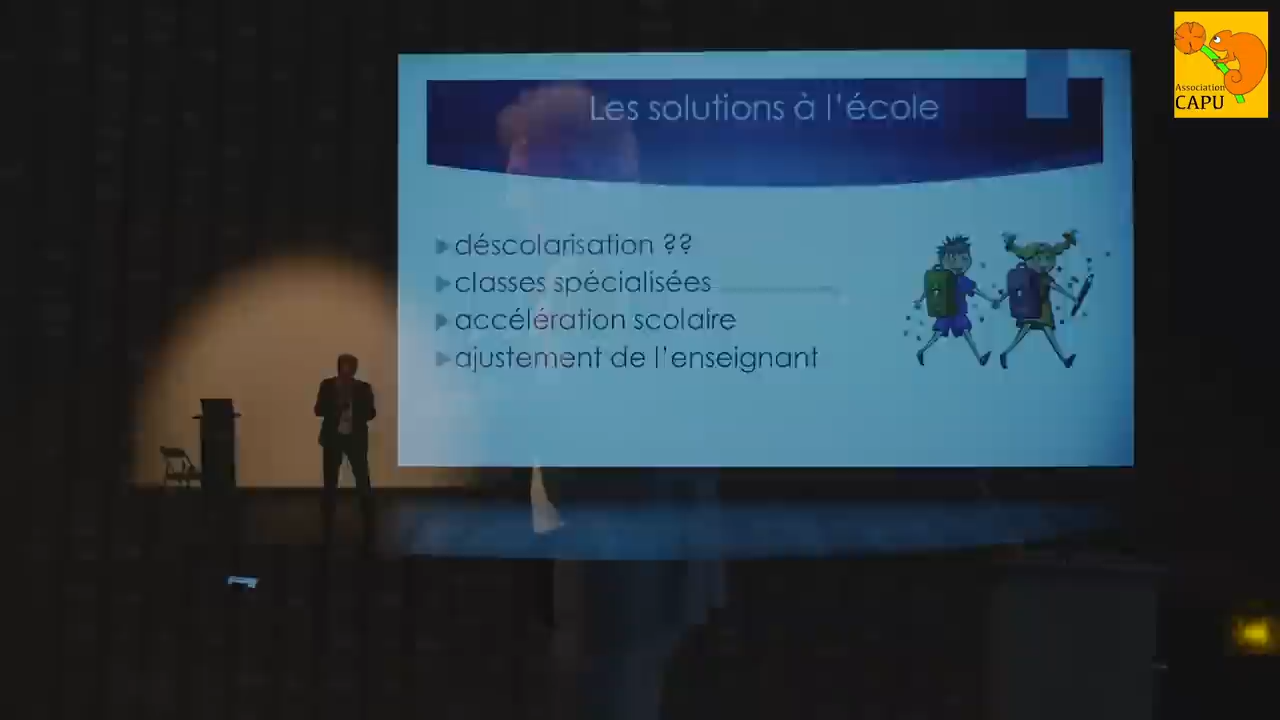 Les solutions à l'école
déscolarisation ??
classes spécialisées
accélération scolaire
ajustement de l'enseignant
Association
CAPU